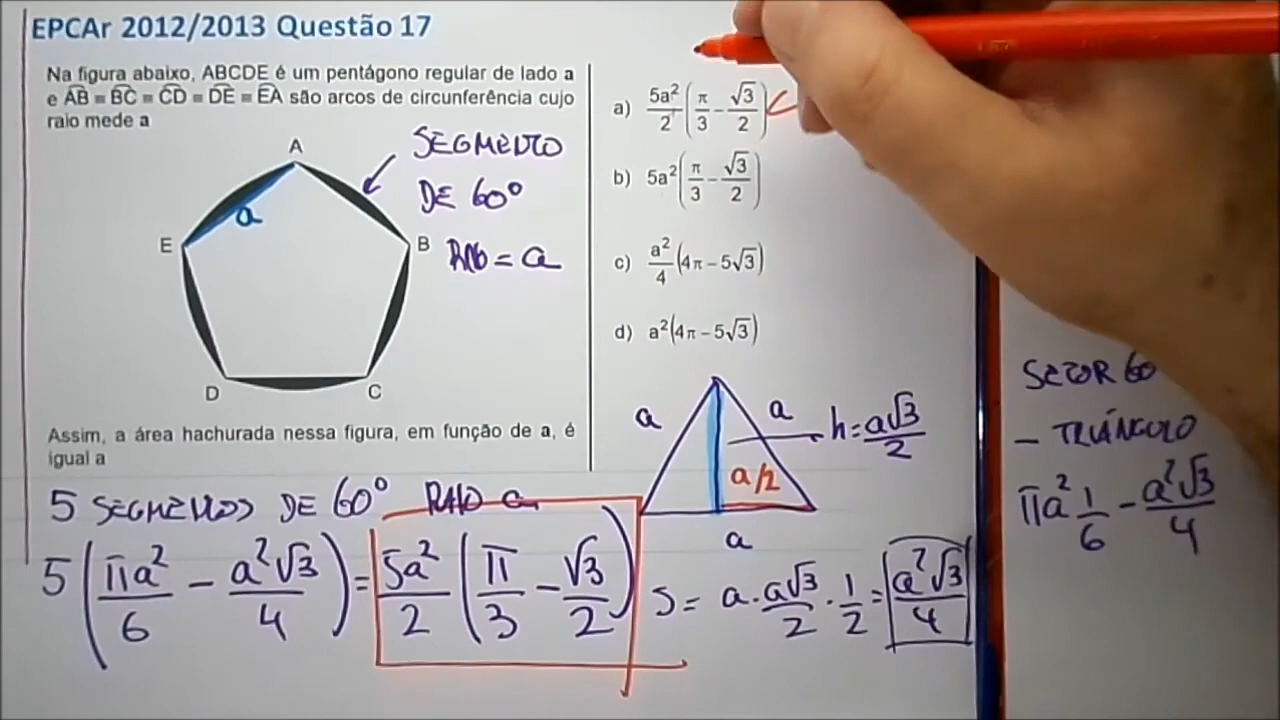 EPCAr 2012/2013 Questão 17
Na figura abaixo, ABCDE é um pentágono regular de lado a
e AB = BC = CD = DE = EA são arcos de circunferência cujo
raio mede a
A
E
B
D
C
a
SEGMENTO
DE 60°
RAIO = a
Assim, a área hachurada nessa figura, em função de a, é
igual a
a) 5a²/2 (π/3 − √3/2)
b) 5a² (π/3 − √3/2)
c) a²/4 (4π − 5√3)
d) a² (4π − 5√3)
a
a
h = a√3/2
a/2
a
SETOR 60
− TRIÂNGULO
πa² 1/6 − a²√3/4
5 SEGMENTOS DE 60° RAIO a
5 (πa²/6 − a²√3/4) = 5a²/2 (π/3 − √3/2)
S = a · a√3/2 · 1/2 = a²√3/4